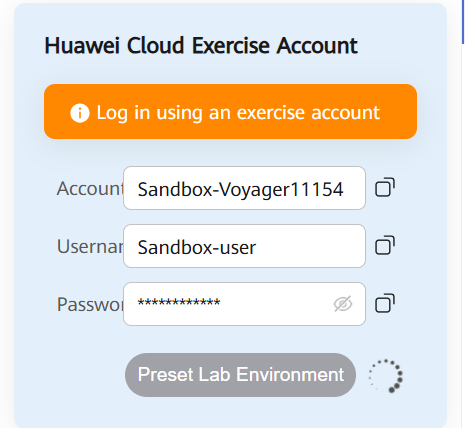 Huawei Cloud Exercise Account
Log in using an exercise account
Account Sandbox-Voyager11154
Usernar Sandbox-user
Passwor ************
Preset Lab Environment